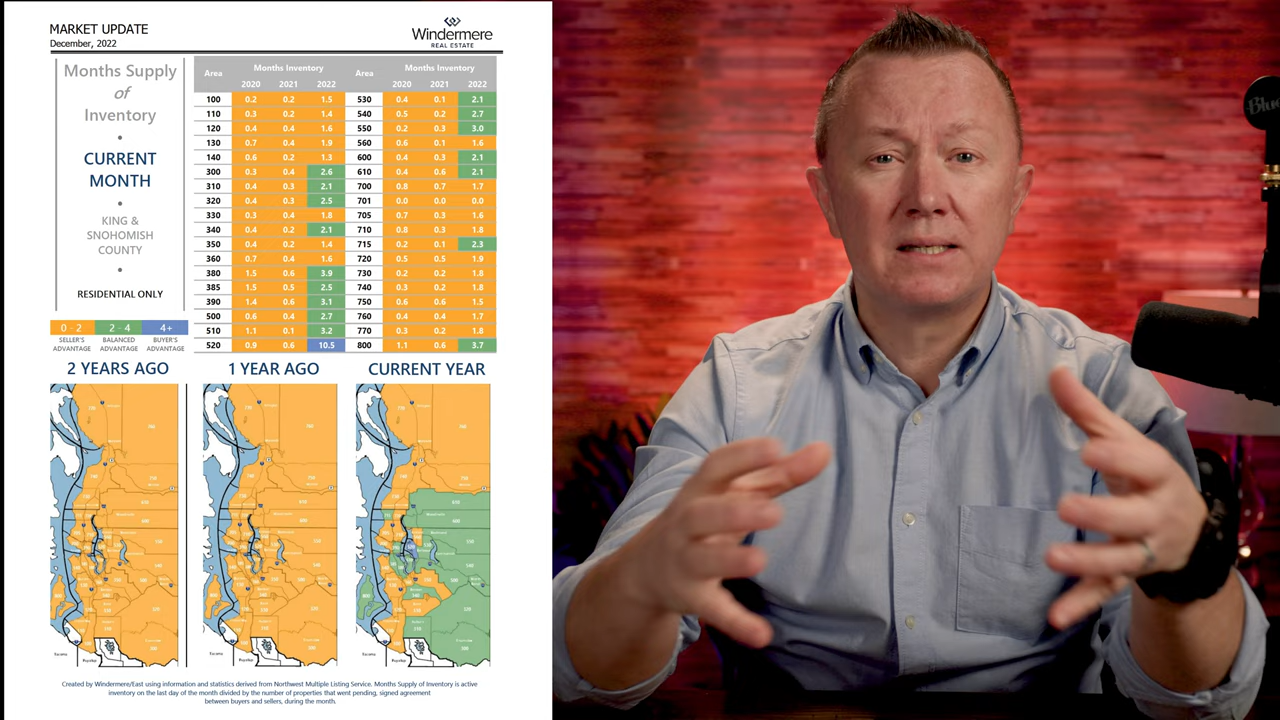 MARKET UPDATE
December, 2022
Windermere
REAL ESTATE
Months Supply
of
Inventory
•
CURRENT
MONTH
•
KING &
SNOHOMISH
COUNTY
•
RESIDENTIAL ONLY
0 - 2 2 - 4 4+
SELLER'S ADVANTAGE BALANCED ADVANTAGE BUYER'S ADVANTAGE
Area Months Inventory Area Months Inventory
2020 2021 2022 2020 2021 2022
100 0.2 0.2 1.5 530 0.4 0.1 2.1
110 0.3 0.2 1.4 540 0.5 0.2 2.7
120 0.4 0.4 1.6 550 0.2 0.3 3.0
130 0.7 0.4 1.9 560 0.6 0.1 1.6
140 0.6 0.2 1.3 600 0.4 0.3 2.1
300 0.3 0.4 2.6 610 0.4 0.6 2.1
310 0.4 0.3 2.1 700 0.8 0.7 1.7
320 0.4 0.3 2.5 701 0.0 0.0 0.0
330 0.3 0.4 1.8 705 0.7 0.3 1.6
340 0.4 0.2 2.1 710 0.8 0.3 1.8
350 0.4 0.2 1.4 715 0.2 0.1 2.3
360 0.7 0.4 1.6 720 0.5 0.5 1.9
380 1.5 0.6 3.9 730 0.2 0.2 1.8
385 1.5 0.5 2.5 740 0.3 0.2 1.8
390 1.4 0.6 3.1 750 0.6 0.6 1.5
500 0.6 0.4 2.7 760 0.4 0.4 1.7
510 1.1 0.1 3.2 770 0.3 0.2 1.8
520 0.9 0.6 10.5 800 1.1 0.6 3.7
2 YEARS AGO 1 YEAR AGO CURRENT YEAR
Created by Windermere/East using information and statistics derived from Northwest Multiple Listing Service. Months Supply of Inventory is active
inventory on the last day of the month divided by the number of properties that went pending, signed agreement
between buyers and sellers, during the month.
Blue